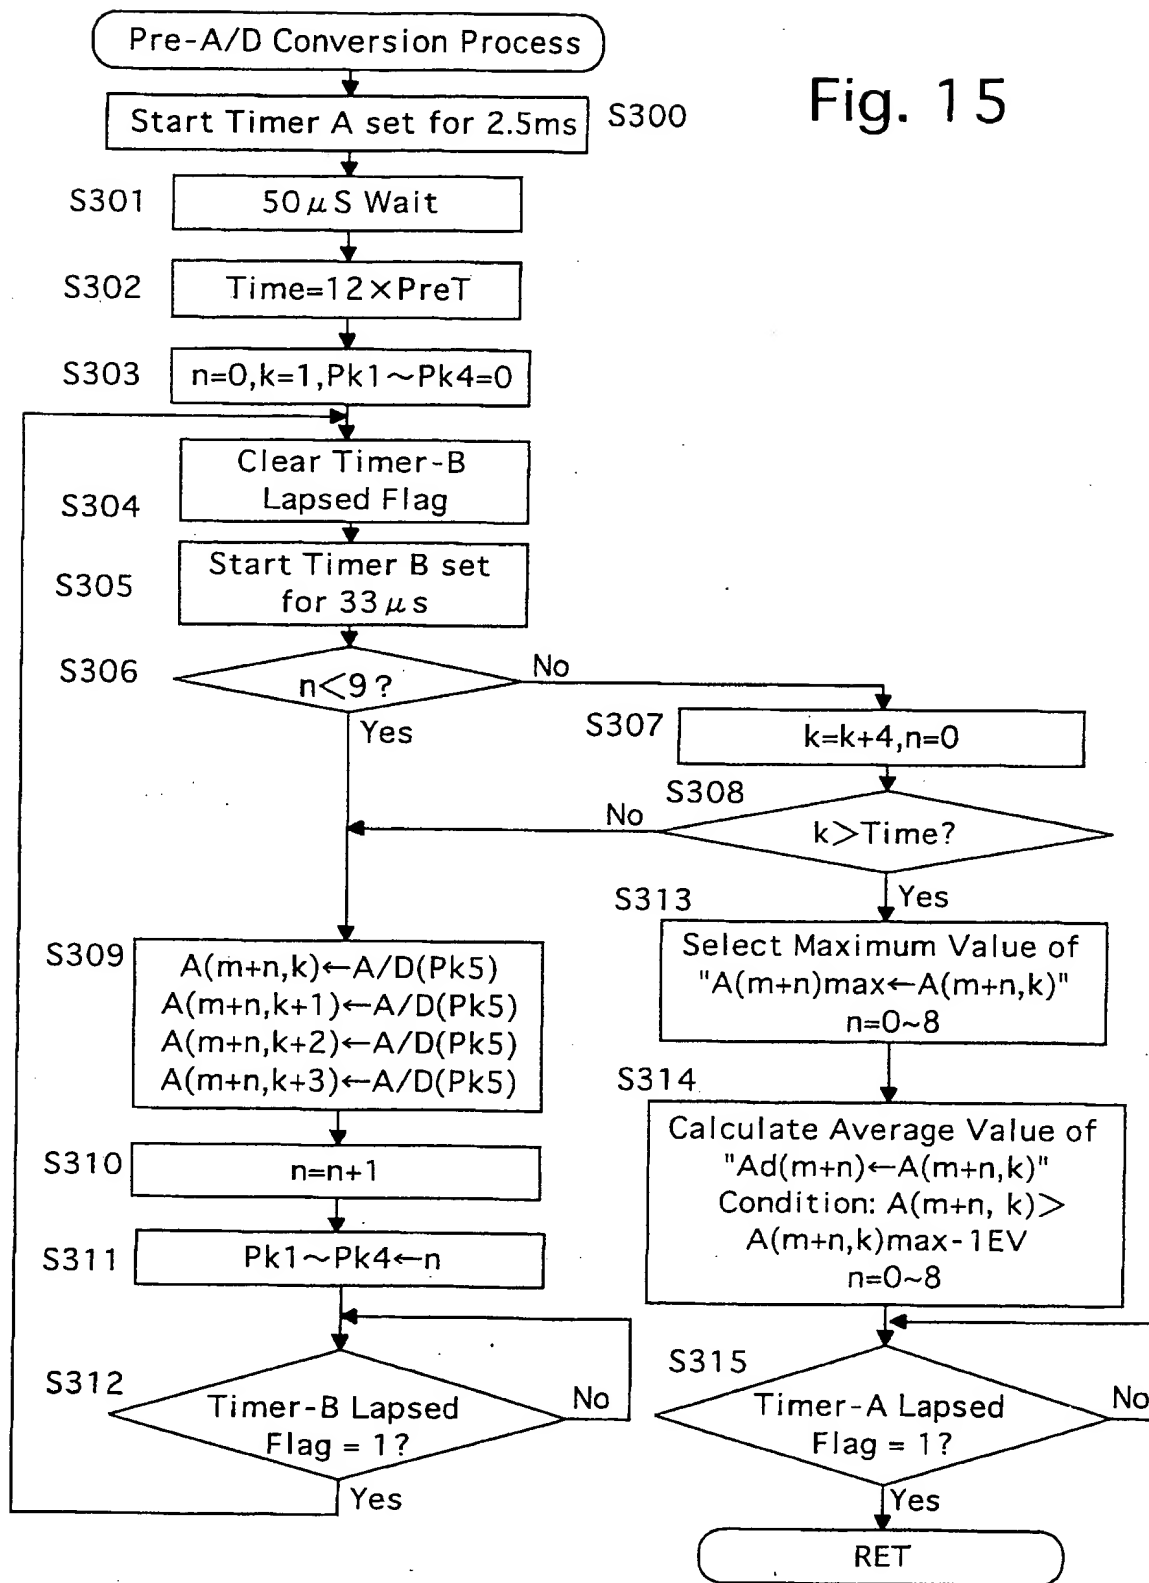 Pre-A/D Conversion Process
Fig. 15
Start Timer A set for 2.5ms
S300
S301
50μS Wait
S302
Time=12×PreT
S303
n=0,k=1,Pk1~Pk4=0
S304
Clear Timer-B
Lapsed Flag
S305
Start Timer B set
for 33μs
S306
n<9?
No
Yes
S307
k=k+4,n=0
S308
k>Time?
No
Yes
S309
A(m+n,k)←A/D(Pk5)
A(m+n,k+1)←A/D(Pk5)
A(m+n,k+2)←A/D(Pk5)
A(m+n,k+3)←A/D(Pk5)
S310
n=n+1
S311
Pk1~Pk4←n
S312
Timer-B Lapsed
Flag = 1?
No
Yes
S313
Select Maximum Value of
"A(m+n)max←A(m+n,k)"
n=0~8
S314
Calculate Average Value of
"Ad(m+n)←A(m+n,k)"
Condition: A(m+n, k)>
A(m+n,k)max-1EV
n=0~8
S315
Timer-A Lapsed
Flag = 1?
No
Yes
RET